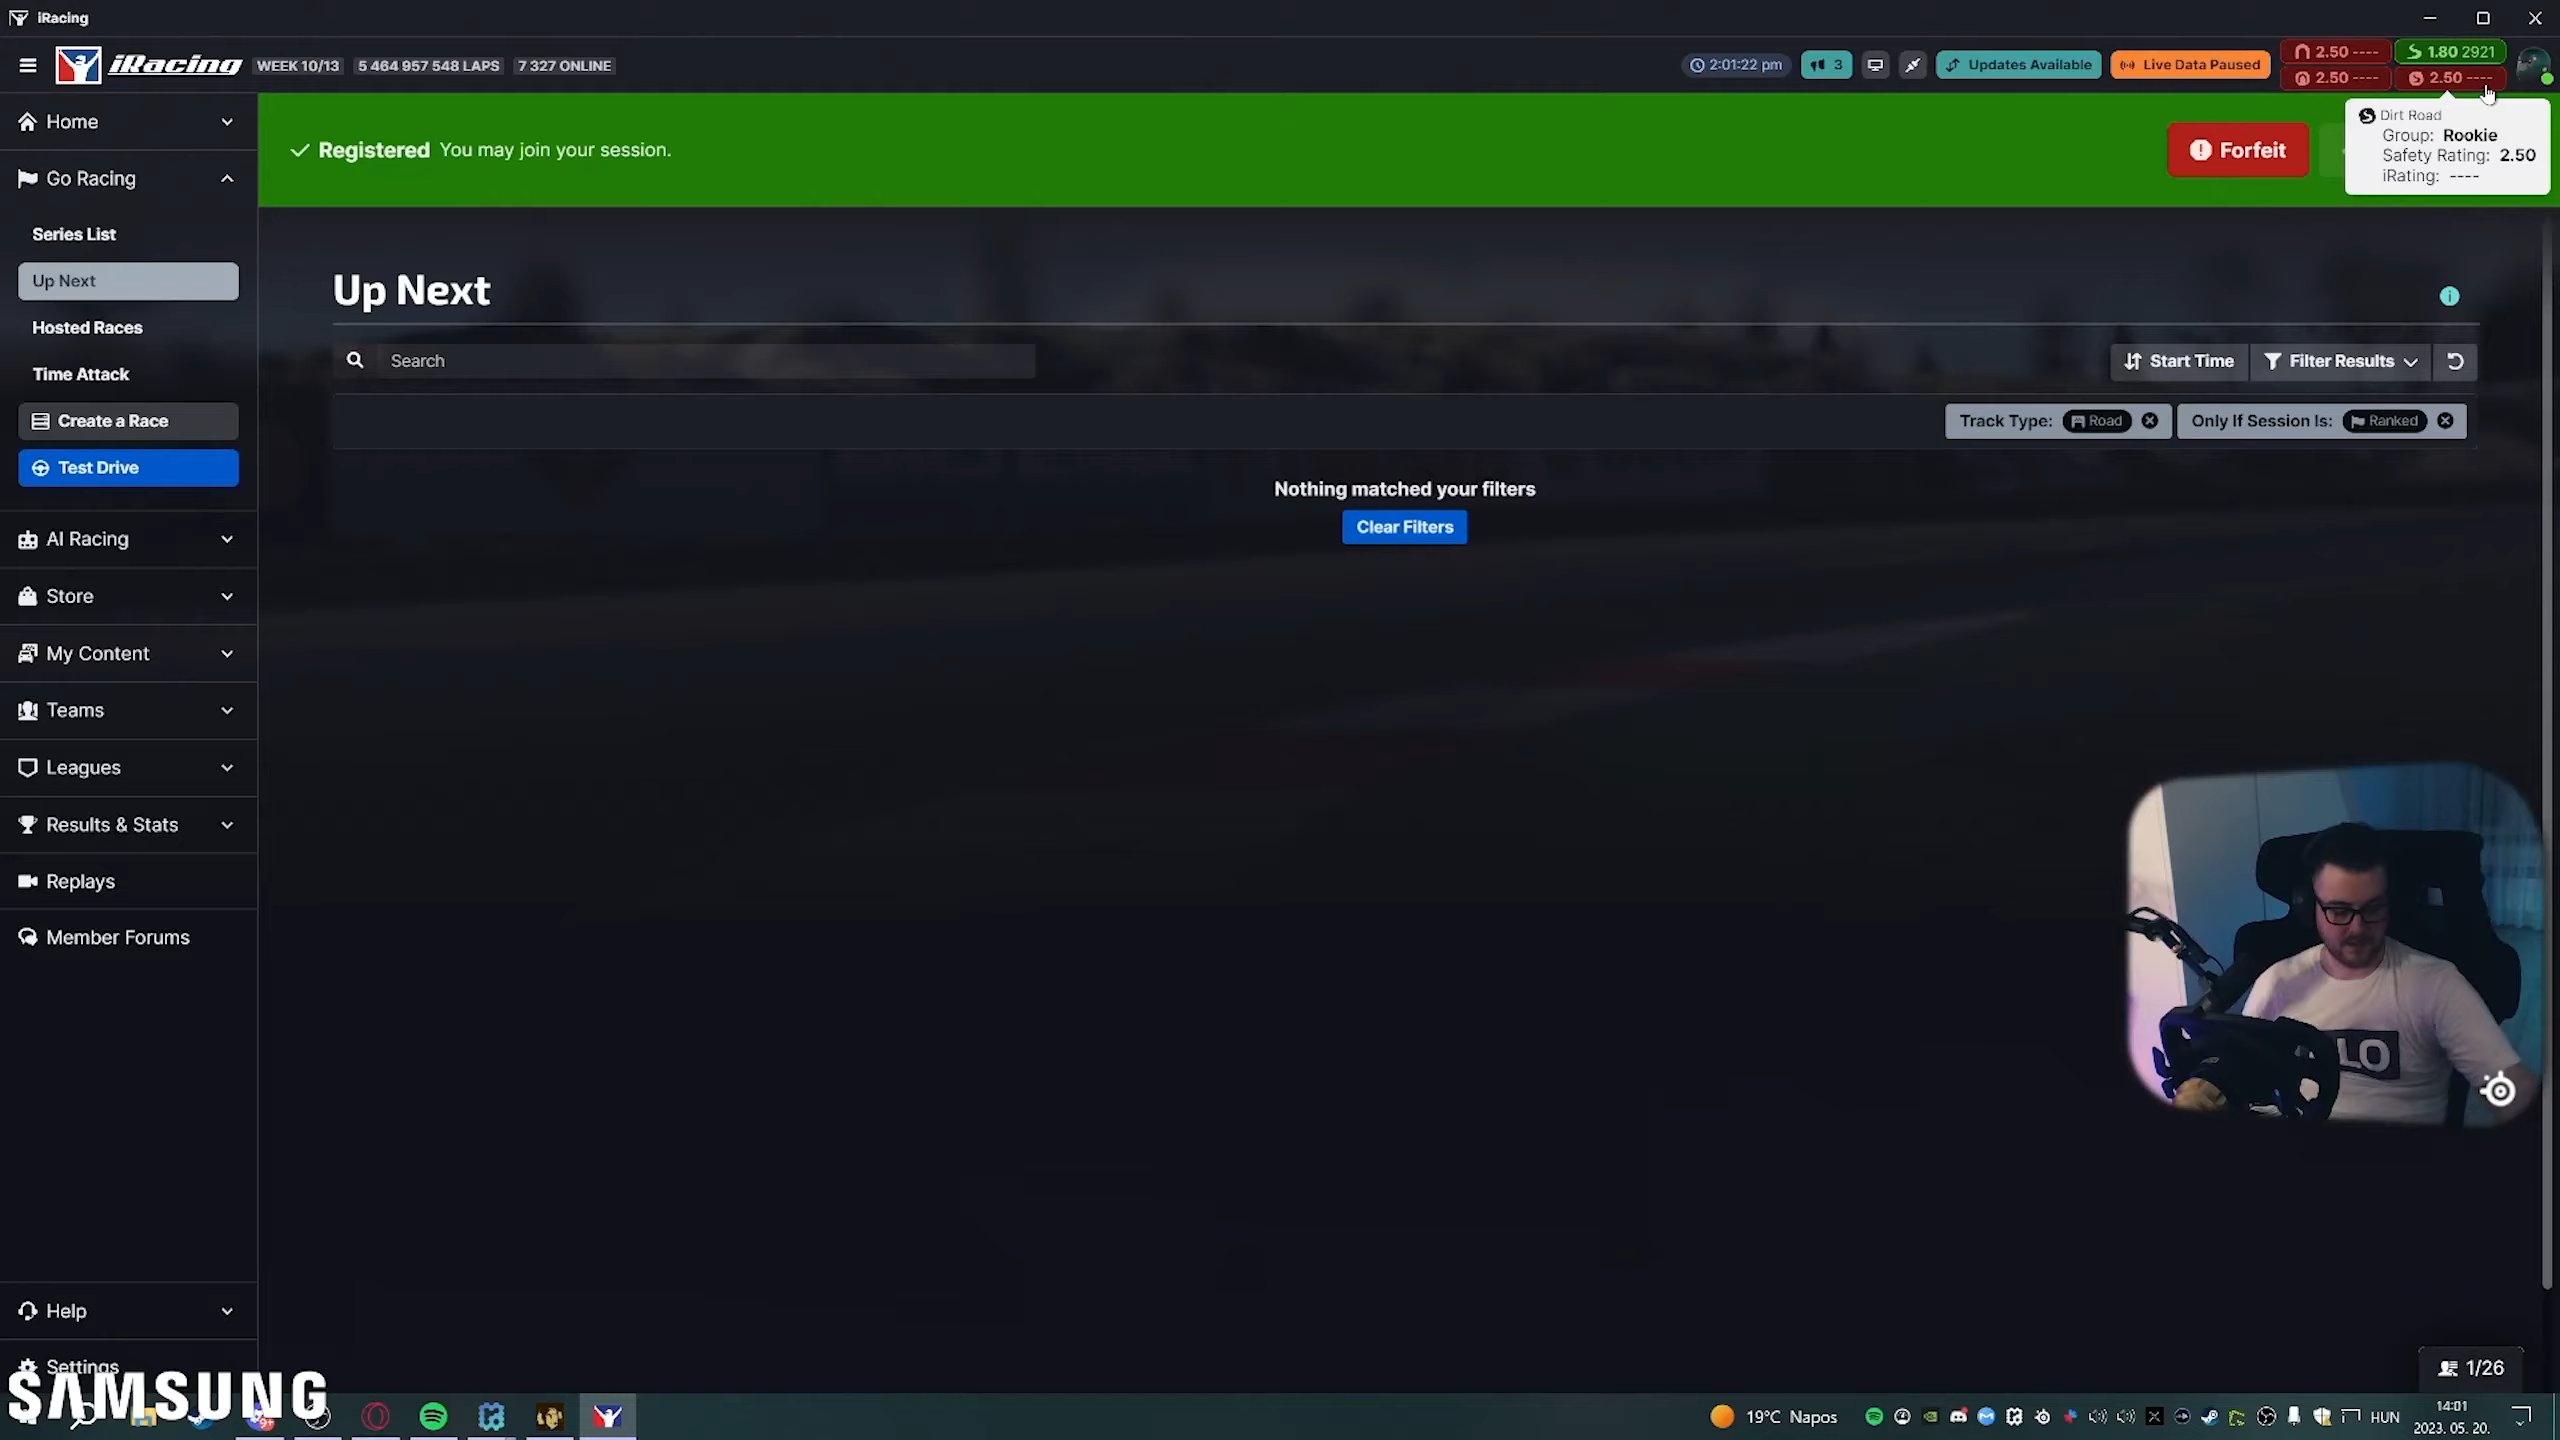 iRacing
iRacing WEEK 10/13 5 464 957 548 LAPS 7 327 ONLINE
2:01:22 pm 3 Updates Available Live Data Paused
2.50 ---- 1.80 2921
2.50 ---- 2.50 ----
Home
Go Racing
Series List
Up Next
Hosted Races
Time Attack
Create a Race
Test Drive
AI Racing
Store
My Content
Teams
Leagues
Results & Stats
Replays
Member Forums
Help
Settings
Registered You may join your session.
Forfeit
Dirt Road
Group: Rookie
Safety Rating: 2.50
iRating: ----
Up Next
Search
Start Time Filter Results
Track Type: Road Only If Session Is: Ranked
Nothing matched your filters
Clear Filters
LO
1/26
SAMSUNG
9+
19°C Napos
HUN
14:01
2023. 05. 20.